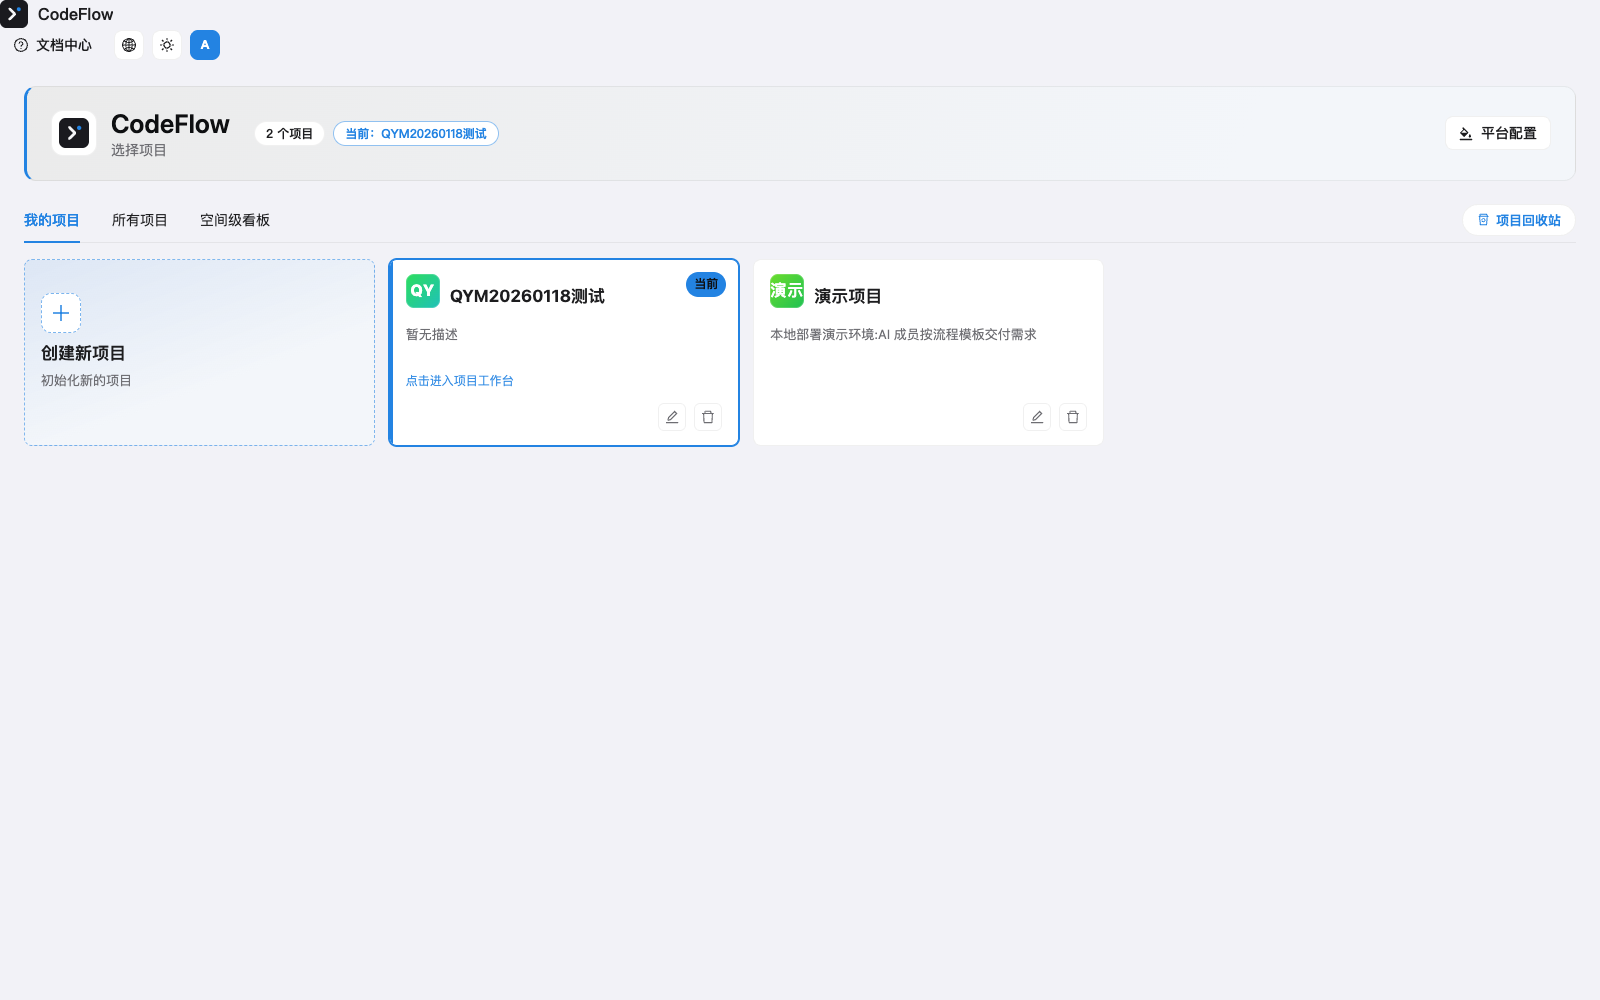 CodeFlow
文档中心
A
CodeFlow
选择项目
2 个项目
当前：QYM20260118测试
平台配置
我的项目
所有项目
空间级看板
项目回收站
创建新项目
初始化新的项目
QY
QYM20260118测试
当前
暂无描述
点击进入项目工作台
演示
演示项目
本地部署演示环境:AI 成员按流程模板交付需求